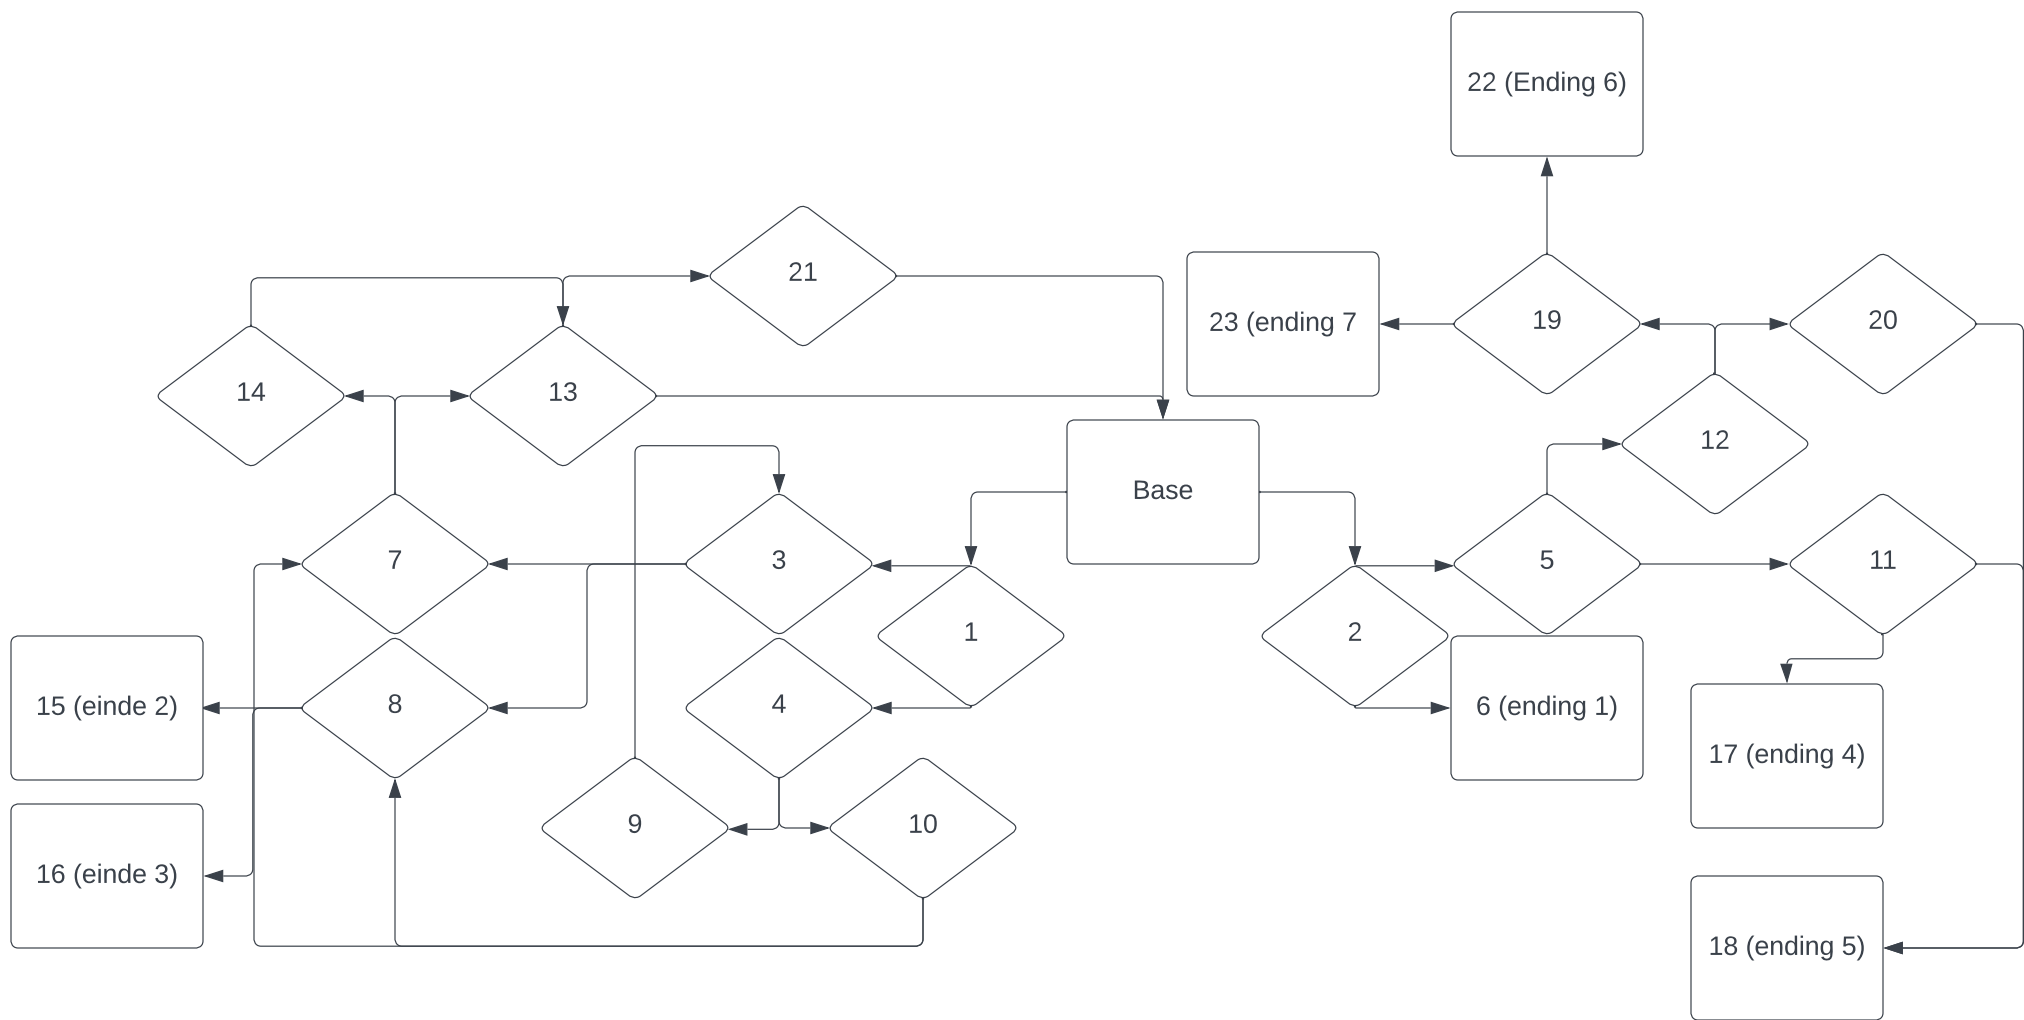 22 (Ending 6)
21
23 (ending 7
19
20
14
13
12
Base
7
3
5
11
1
2
15 (einde 2)
8
4
6 (ending 1)
17 (ending 4)
9
10
16 (einde 3)
18 (ending 5)